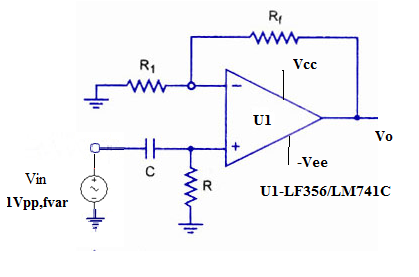 Rf
R1
Vcc
−
U1
Vo
+
-Vee
C
R
Vin
1Vpp,fvar
U1-LF356/LM741C